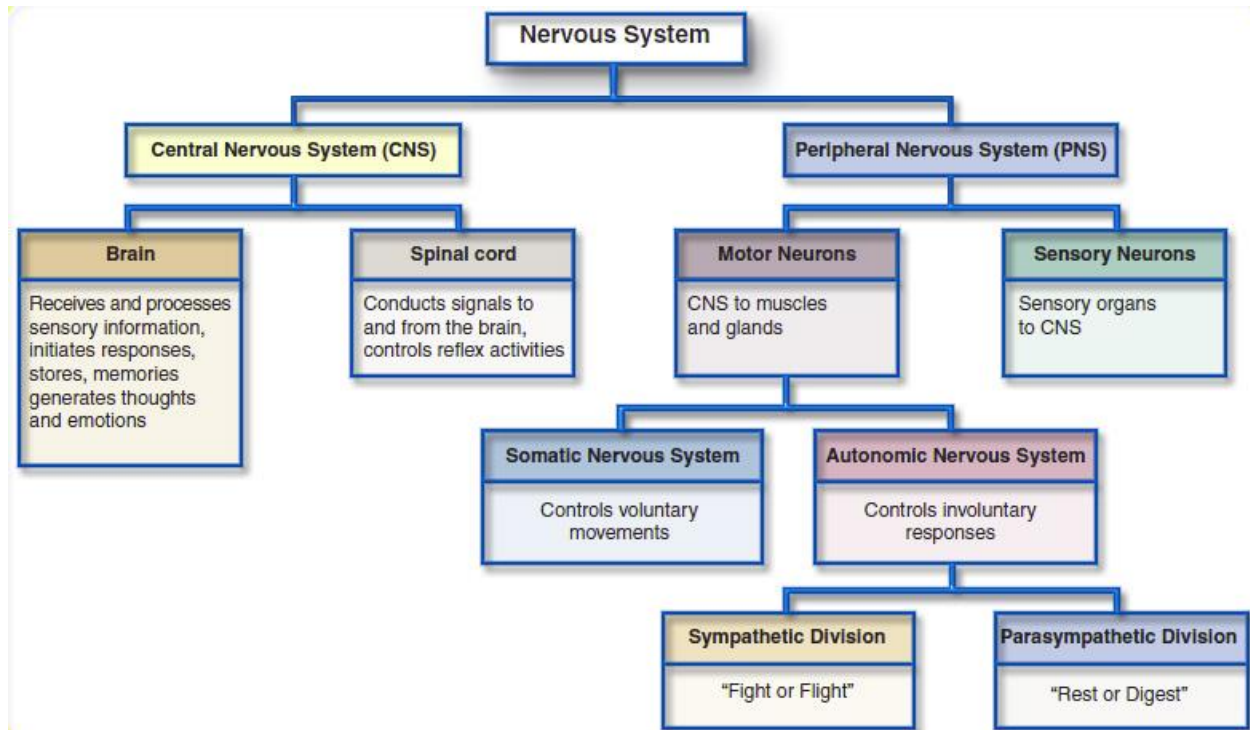 Nervous System
Central Nervous System (CNS)
Peripheral Nervous System (PNS)
Brain
Receives and processes
sensory information,
initiates responses,
stores, memories
generates thoughts
and emotions
Spinal cord
Conducts signals to
and from the brain,
controls reflex activities
Motor Neurons
CNS to muscles
and glands
Sensory Neurons
Sensory organs
to CNS
Somatic Nervous System
Controls voluntary
movements
Autonomic Nervous System
Controls involuntary
responses
Sympathetic Division
“Fight or Flight”
Parasympathetic Division
“Rest or Digest”